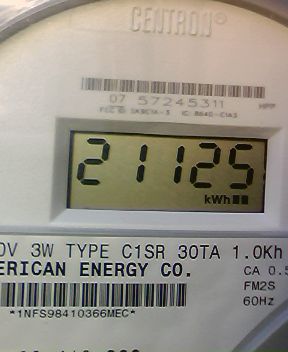 CENTRON®
07 57245311
21125
kWh
0V 3W TYPE C1SR 30TA 1.0Kh
ERICAN ENERGY CO.
CA 0.5
FM2S
60Hz
*1NFS98410366MEC*